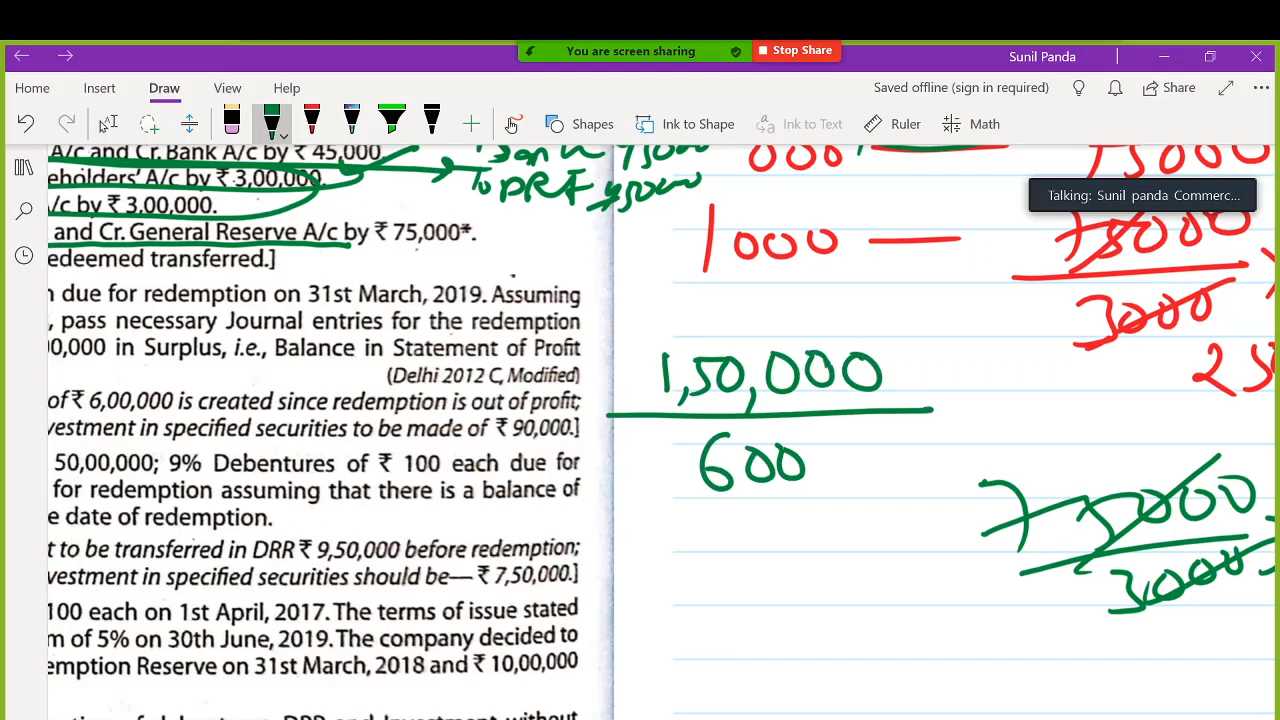 You are screen sharing
Stop Share
Sunil Panda
Home Insert Draw View Help
Saved offline (sign in required)
Share
Shapes
Ink to Shape
Ink to Text
Ruler
Math
Talking: Sunil panda Commerc...
A/c and Cr. Bank A/c by ₹ 45,000
eholders' A/c by ₹ 3,00,000.
/c by ₹ 3,00,000.
and Cr. General Reserve A/c by ₹ 75,000*.
edeemed transferred.]
n due for redemption on 31st March, 2019. Assuming
, pass necessary Journal entries for the redemption
00,000 in Surplus, i.e., Balance in Statement of Profit
(Delhi 2012 C, Modified)
of ₹ 6,00,000 is created since redemption is out of profit;
vestment in specified securities to be made of ₹ 90,000.]
50,00,000; 9% Debentures of ₹ 100 each due for
for redemption assuming that there is a balance of
e date of redemption.
t to be transferred in DRR ₹ 9,50,000 before redemption;
vestment in specified securities should be— ₹ 7,50,000.]
100 each on 1st April, 2017. The terms of issue stated
m of 5% on 30th June, 2019. The company decided to
emption Reserve on 31st March, 2018 and ₹ 10,00,000
To DRF 45000
000 — 75000
1000 — 75000
3000
25
1,50,000
600
75000
3000